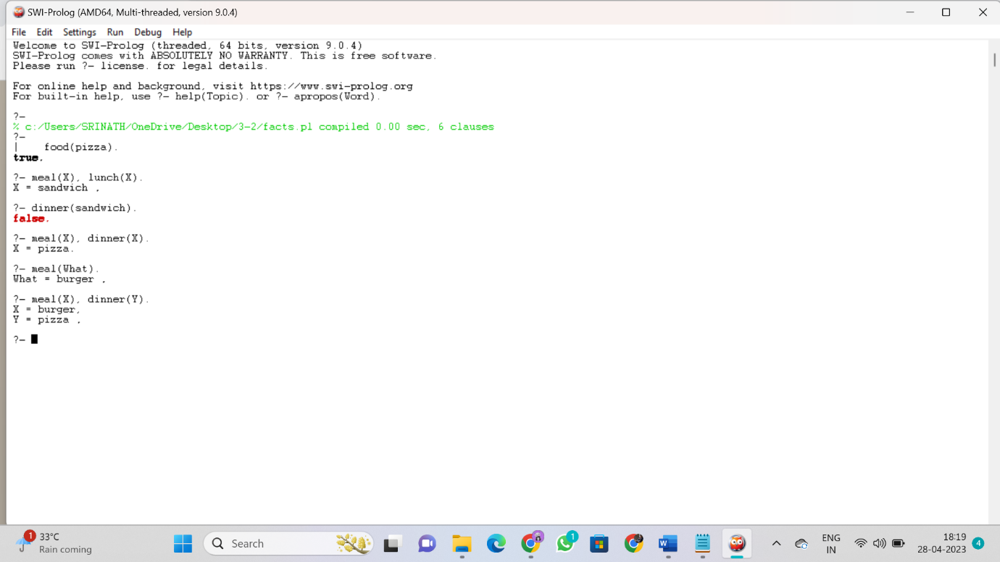 SWI-Prolog (AMD64, Multi-threaded, version 9.0.4)
File Edit Settings Run Debug Help
Welcome to SWI-Prolog (threaded, 64 bits, version 9.0.4)
SWI-Prolog comes with ABSOLUTELY NO WARRANTY. This is free software.
Please run ?- license. for legal details.
For online help and background, visit https://www.swi-prolog.org
For built-in help, use ?- help(Topic). or ?- apropos(Word).
?-
% c:/Users/SRINATH/OneDrive/Desktop/3-2/facts.pl compiled 0.00 sec, 6 clauses
?-
| food(pizza).
true.
?- meal(X), lunch(X).
X = sandwich ,
?- dinner(sandwich).
false.
?- meal(X), dinner(X).
X = pizza.
?- meal(What).
What = burger ,
?- meal(X), dinner(Y).
X = burger,
Y = pizza ,
?-
1 33°C
Rain coming
Search
1
ENG
IN
18:19
28-04-2023
4